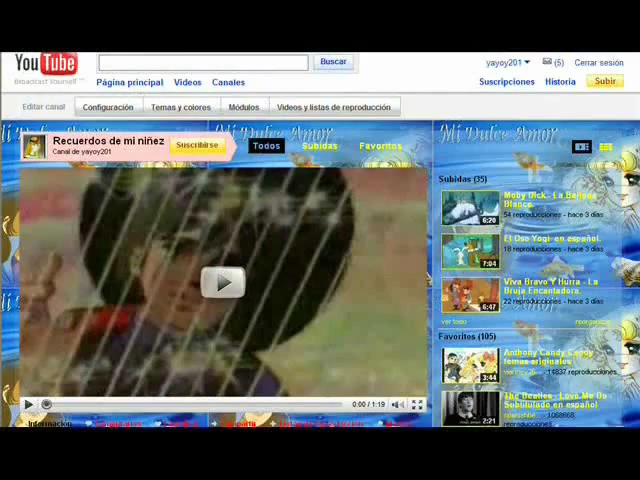 YouTube
Broadcast Yourself™
Buscar
yayoy201
(5)
Cerrar sesión
Página principal
Videos
Canales
Suscripciones
Historia
Subir
Editar canal
Configuración
Temas y colores
Módulos
Videos y listas de reproducción
Mi Dulce Amor
Recuerdos de mi niñez
Canal de yayoy201
Suscribirse
Todos
Subidas
Favoritos
Mi Dulce Amor
Subidas (35)
Moby Dick - La Ballena
Blanca.
54 reproducciones - hace 3 días
6:20
El Oso Yogi en español.
18 reproducciones - hace 3 días
7:04
Viva Bravo Y Hurra - La
Bruja Encantadora.
22 reproducciones - hace 3 días
6:47
ver todo
reorganizar
Favoritos (105)
Anthony Candy Candy
temas originales
14837 reproducciones
3:44
The Beatles - Love Me Do
Subtitulado en español
1068668
reproducciones
2:21
0:00 / 1:19
Información